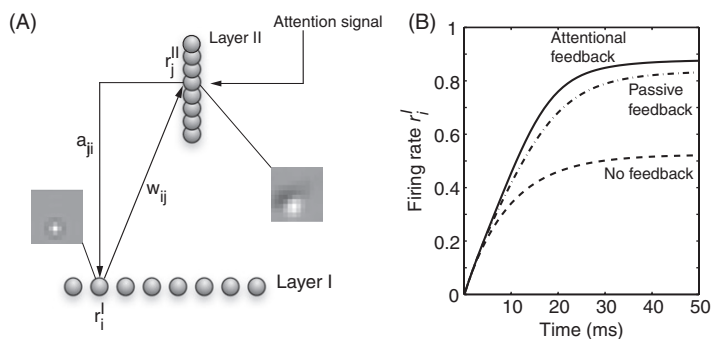 (A)
Attention signal
Layer II
r_j^II
a_ji
w_ij
Layer I
r_i^I
(B)
Firing rate r_i^I
1
0.8
0.6
0.4
0.2
0
10
20
30
40
50
Time (ms)
Attentional
feedback
Passive
feedback
No feedback